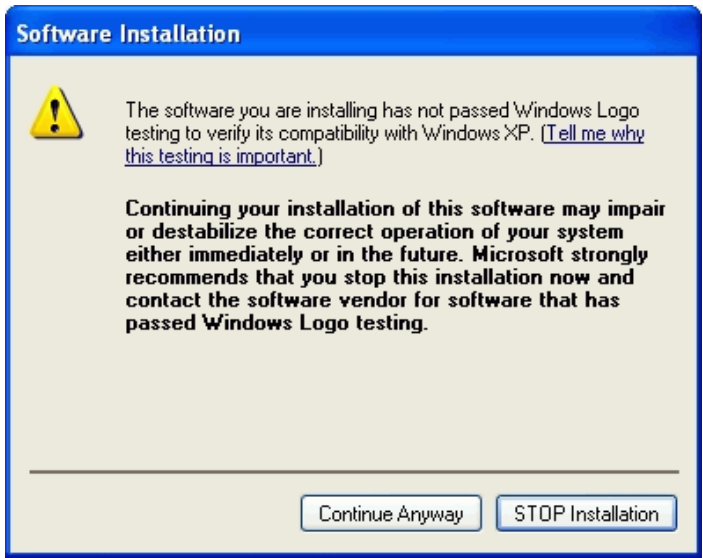 Software Installation
The software you are installing has not passed Windows Logo
testing to verify its compatibility with Windows XP. (Tell me why
this testing is important.)
Continuing your installation of this software may impair
or destabilize the correct operation of your system
either immediately or in the future. Microsoft strongly
recommends that you stop this installation now and
contact the software vendor for software that has
passed Windows Logo testing.
Continue Anyway
STOP Installation